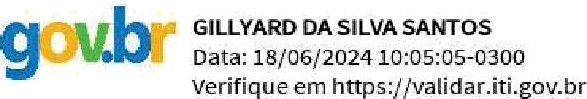 gov.br
GILLYARD DA SILVA SANTOS
Data: 18/06/2024 10:05:05-0300
Verifique em https://validar.iti.gov.br